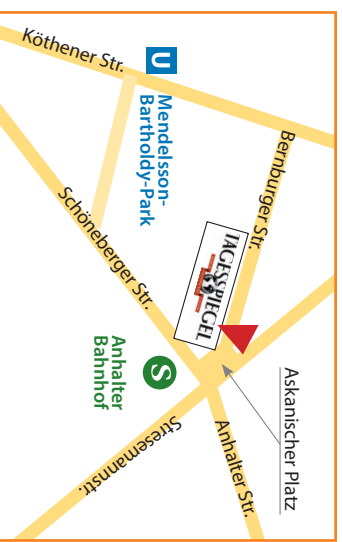 Köthener Str.
U
Mendelsson-
Bartholdy-Park
Bernburger Str.
Schöneberger Str.
TAGESSPIEGEL
S
Anhalter
Bahnhof
Askanischer Platz
Stresemannstr.
Anhalter Str.